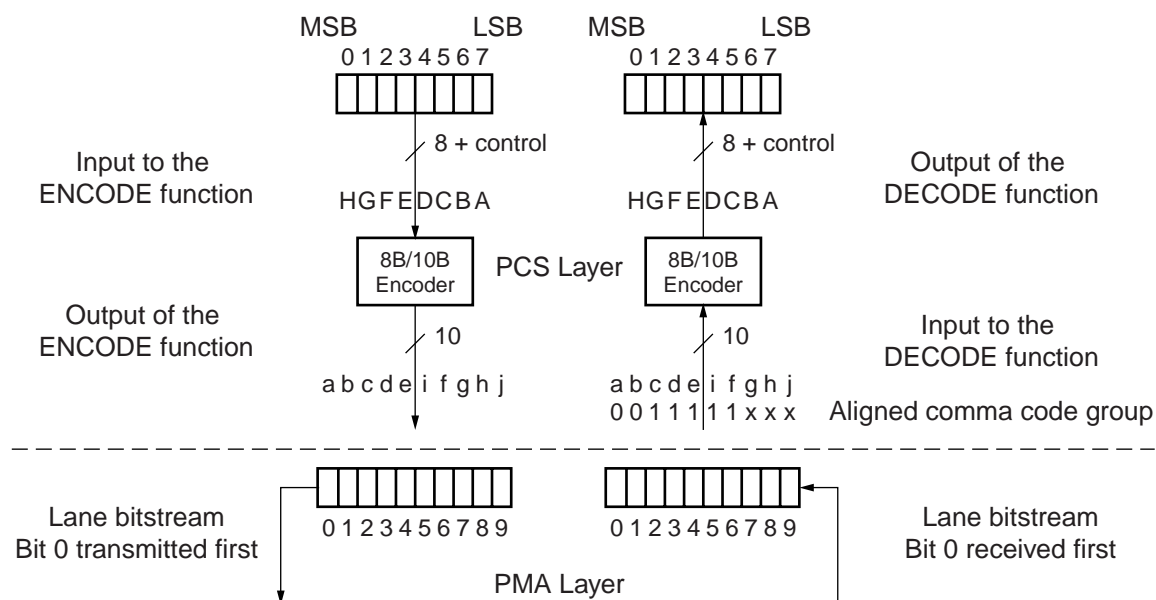 MSB LSB MSB LSB
0 1 2 3 4 5 6 7 0 1 2 3 4 5 6 7
8 + control 8 + control
Input to the
ENCODE function
Output of the
DECODE function
H G F E D C B A H G F E D C B A
8B/10B
Encoder
PCS Layer
8B/10B
Encoder
Output of the
ENCODE function
10 10
Input to the
DECODE function
a b c d e i f g h j a b c d e i f g h j
0 0 1 1 1 1 1 x x x Aligned comma code group
Lane bitstream
Bit 0 transmitted first
0 1 2 3 4 5 6 7 8 9 0 1 2 3 4 5 6 7 8 9
Lane bitstream
Bit 0 received first
PMA Layer